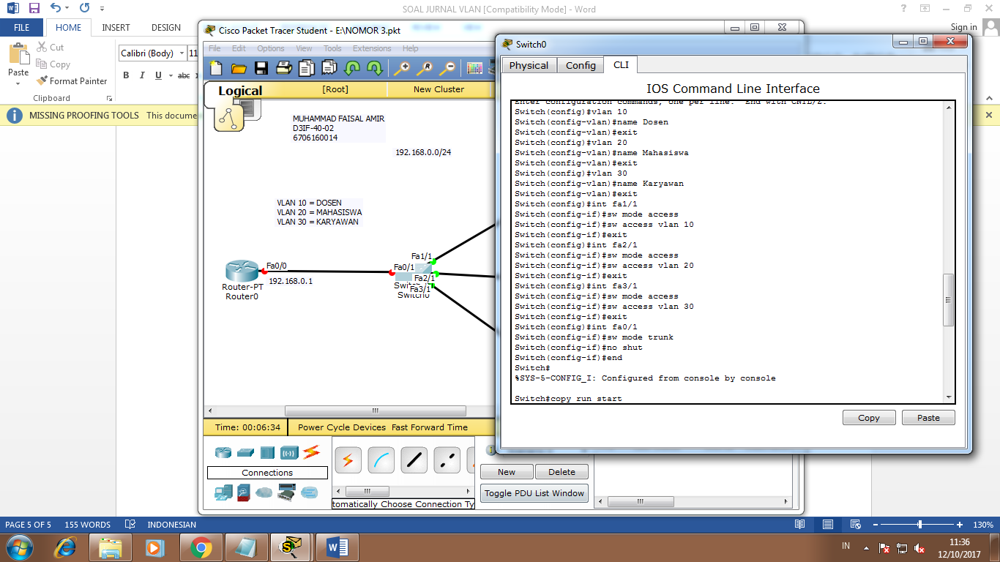 SOAL JURNAL VLAN [Compatibility Mode] - Word
FILE HOME INSERT DESIGN
Sign in
Cut
Copy
Format Painter
Paste
Clipboard
Calibri (Body) 11
B I U abc
MISSING PROOFING TOOLS This docume
Cisco Packet Tracer Student - E:\NOMOR 3.pkt
File Edit Options View Tools Extensions Help
Logical [Root] New Cluster
MUHAMMAD FAISAL AMIR
D3IF-40-02
6706160014
192.168.0.0/24
VLAN 10 = DOSEN
VLAN 20 = MAHASISWA
VLAN 30 = KARYAWAN
Fa0/0
192.168.0.1
Router-PT
Router0
Fa1/1
Fa0/1
Fa2/1
Fa3/1
Switch0
Time: 00:06:34 Power Cycle Devices Fast Forward Time
Connections
tomatically Choose Connection Ty
New Delete
Toggle PDU List Window
Switch0
Physical Config CLI
IOS Command Line Interface
Enter configuration commands, one per line. End with CNTL/Z.
Switch(config)#vlan 10
Switch(config-vlan)#name Dosen
Switch(config-vlan)#exit
Switch(config)#vlan 20
Switch(config-vlan)#name Mahasiswa
Switch(config-vlan)#exit
Switch(config)#vlan 30
Switch(config-vlan)#name Karyawan
Switch(config-vlan)#exit
Switch(config)#int fa1/1
Switch(config-if)#sw mode access
Switch(config-if)#sw access vlan 10
Switch(config-if)#exit
Switch(config)#int fa2/1
Switch(config-if)#sw mode access
Switch(config-if)#sw access vlan 20
Switch(config-if)#exit
Switch(config)#int fa3/1
Switch(config-if)#sw mode access
Switch(config-if)#sw access vlan 30
Switch(config-if)#exit
Switch(config)#int fa0/1
Switch(config-if)#sw mode trunk
Switch(config-if)#no shut
Switch(config-if)#end
Switch#
%SYS-5-CONFIG_I: Configured from console by console
Switch#copy run start
Copy Paste
PAGE 5 OF 5 155 WORDS INDONESIAN
130%
IN
11:36
12/10/2017